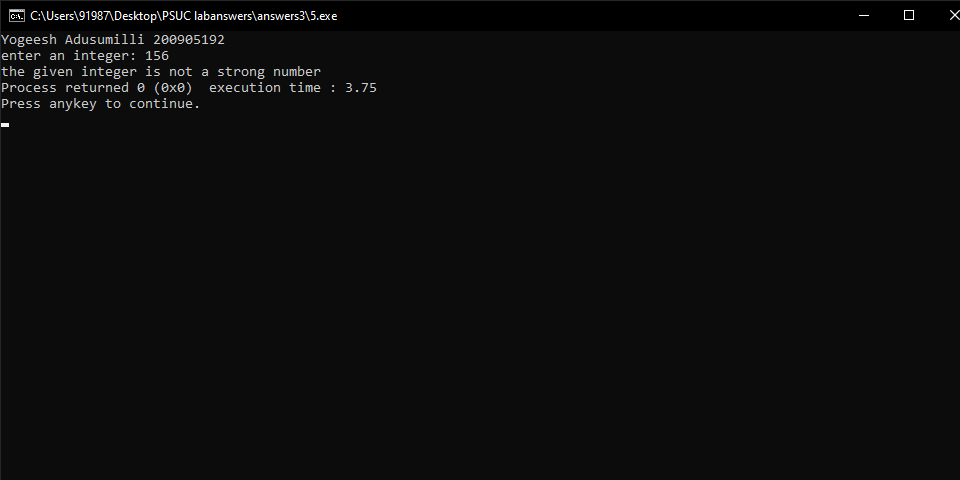 C:\Users\91987\Desktop\PSUC labanswers\answers3\5.exe
Yogeesh Adusumilli 200905192
enter an integer: 156
the given integer is not a strong number
Process returned 0 (0x0)  execution time : 3.75
Press anykey to continue.